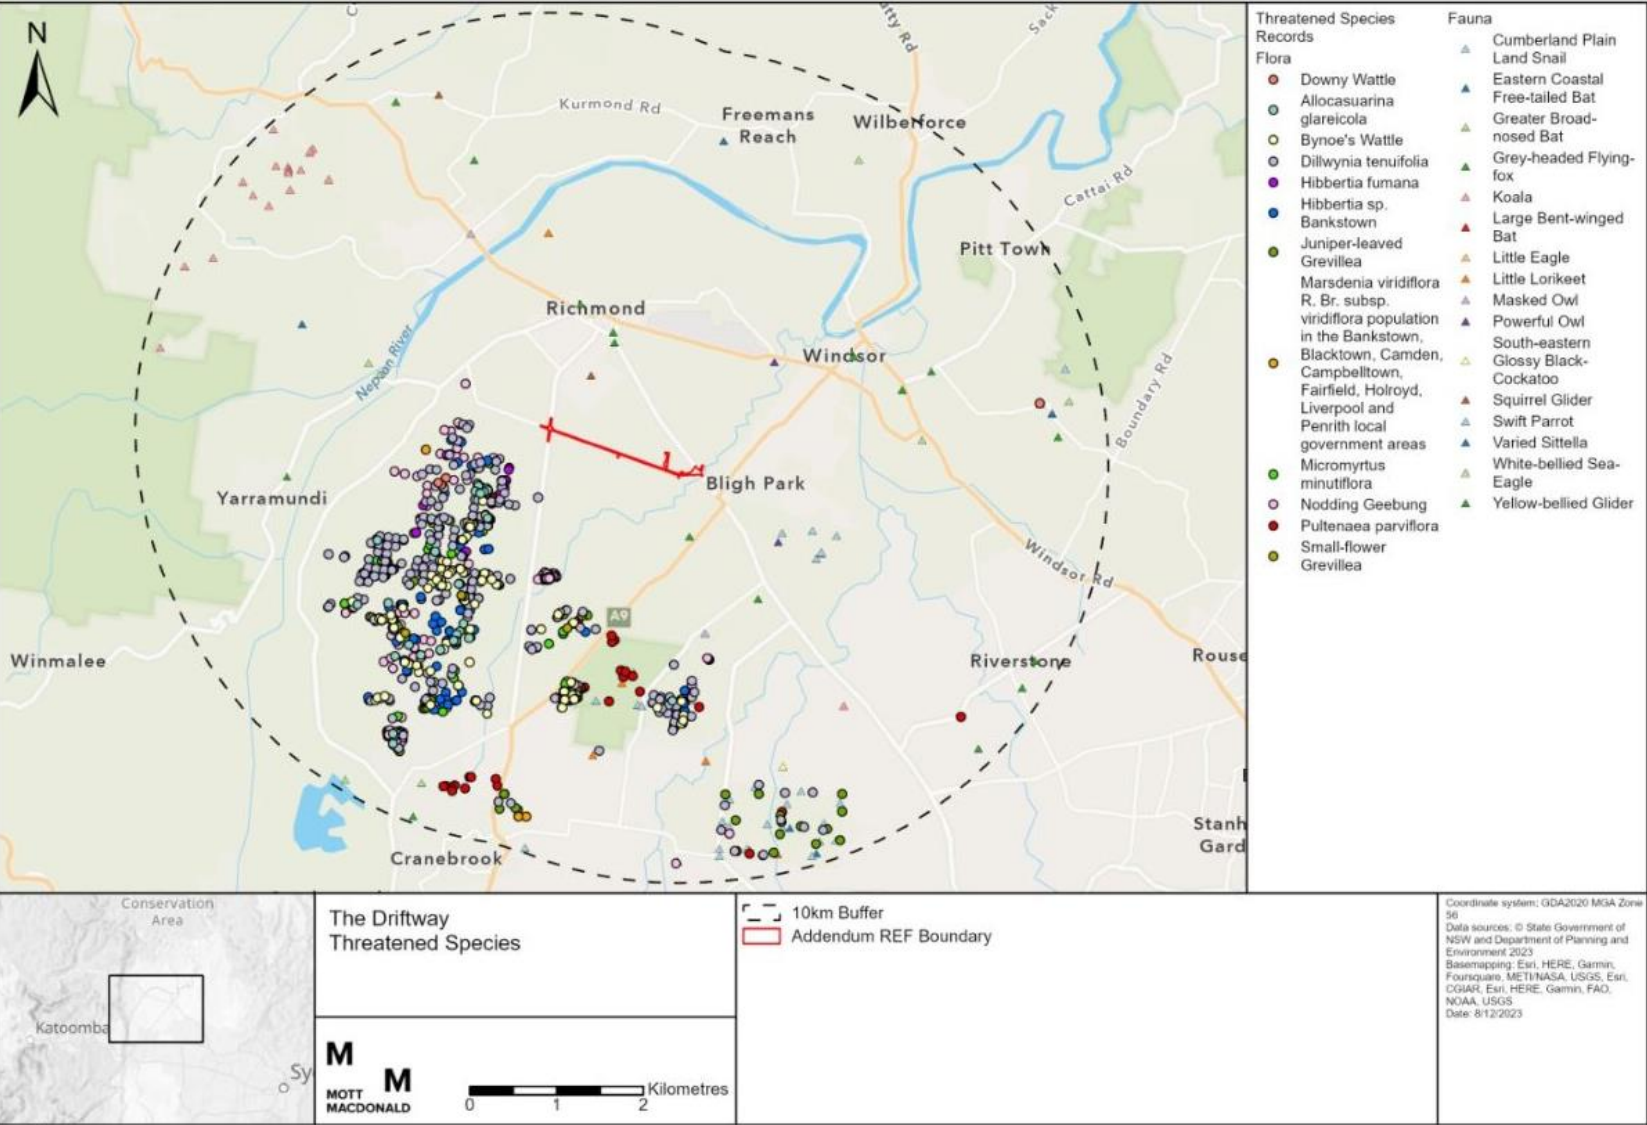 N
Kurmond Rd
Freemans
Reach
Wilberforce
Sack
Cattai Rd
Pitt Town
Nepean River
Richmond
Windsor
Boundary Rd
Yarramundi
Bligh Park
Windsor Rd
A9
Winmalee
Riverstone
Rouse
Cranebrook
Stanh
Gard
Threatened Species
Records
Flora
Downy Wattle
Allocasuarina
glareicola
Bynoe's Wattle
Dillwynia tenuifolia
Hibbertia fumana
Hibbertia sp.
Bankstown
Juniper-leaved
Grevillea
Marsdenia viridiflora
R. Br. subsp.
viridiflora population
in the Bankstown,
Blacktown, Camden,
Campbelltown,
Fairfield, Holroyd,
Liverpool and
Penrith local
government areas
Micromyrtus
minutiflora
Nodding Geebung
Pultenaea parviflora
Small-flower
Grevillea
Fauna
Cumberland Plain
Land Snail
Eastern Coastal
Free-tailed Bat
Greater Broad-
nosed Bat
Grey-headed Flying-
fox
Koala
Large Bent-winged
Bat
Little Eagle
Little Lorikeet
Masked Owl
Powerful Owl
South-eastern
Glossy Black-
Cockatoo
Squirrel Glider
Swift Parrot
Varied Sittella
White-bellied Sea-
Eagle
Yellow-bellied Glider
Conservation
Area
Katoomba
Sy
The Driftway
Threatened Species
M
M
MOTT
MACDONALD
Kilometres
0 1 2
10km Buffer
Addendum REF Boundary
Coordinate system: GDA2020 MGA Zone
56
Data sources: © State Government of
NSW and Department of Planning and
Environment 2023
Basemapping: Esri, HERE, Garmin,
Foursquare, METI/NASA, USGS, Esri,
CGIAR, Esri, HERE, Garmin, FAO,
NOAA, USGS
Date: 8/12/2023